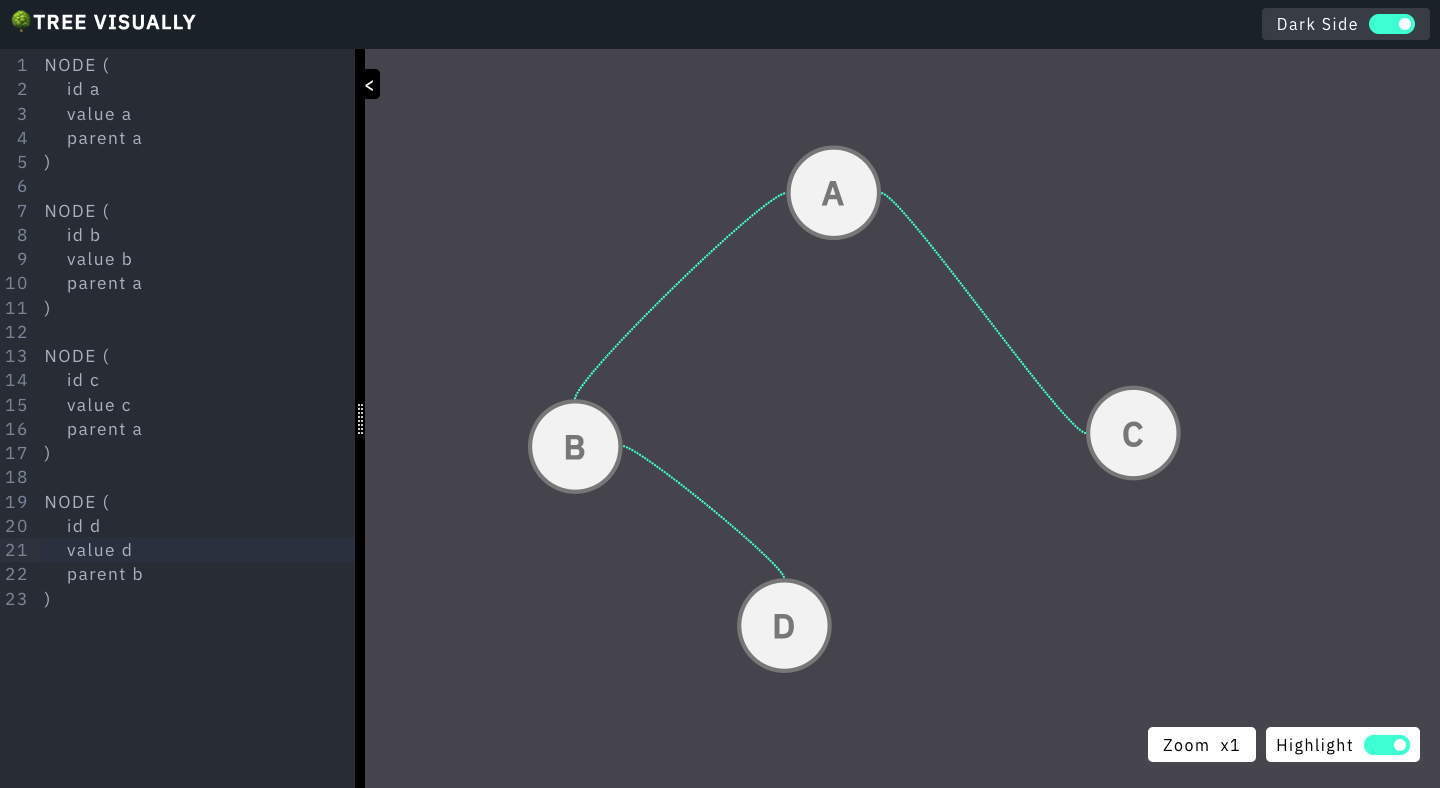 TREE VISUALLY
Dark Side
1 NODE (
2 id a
3 value a
4 parent a
5 )
6
7 NODE (
8 id b
9 value b
10 parent a
11 )
12
13 NODE (
14 id c
15 value c
16 parent a
17 )
18
19 NODE (
20 id d
21 value d
22 parent b
23 )
<
A
B
C
D
Zoom x1
Highlight